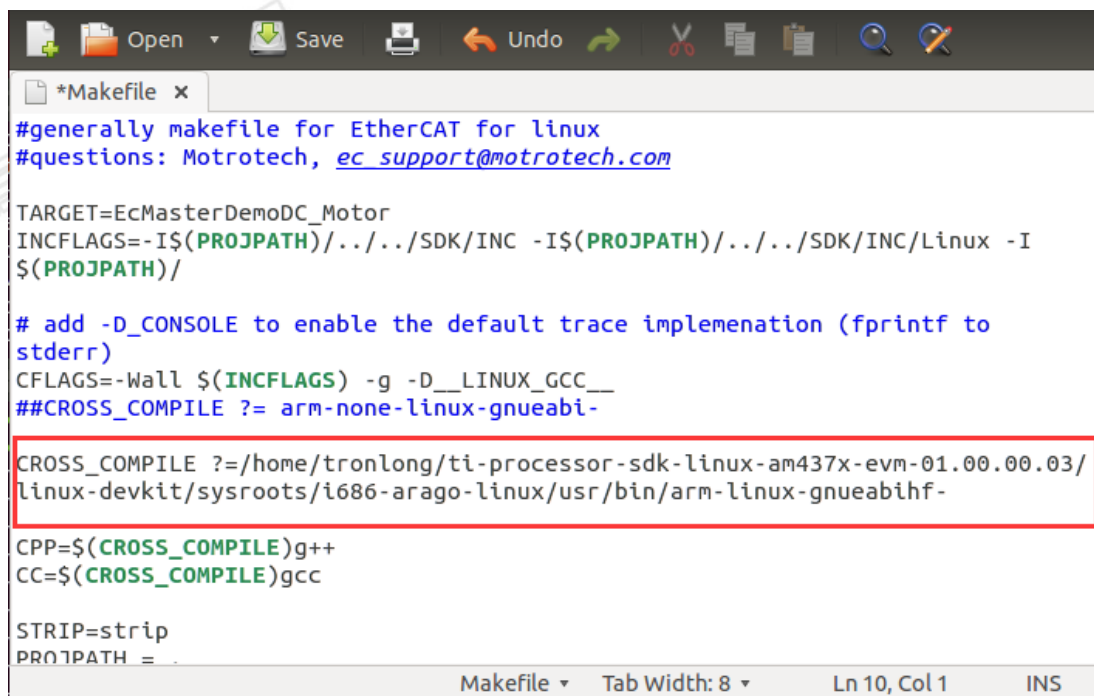 Open Save Undo
*Makefile ×
#generally makefile for EtherCAT for linux
#questions: Motrotech, ec_support@motrotech.com
TARGET=EcMasterDemoDC_Motor
INCFLAGS=-I$(PROJPATH)/../../SDK/INC -I$(PROJPATH)/../../SDK/INC/Linux -I
$(PROJPATH)/
# add -D_CONSOLE to enable the default trace implemenation (fprintf to
stderr)
CFLAGS=-Wall $(INCFLAGS) -g -D__LINUX_GCC__
##CROSS_COMPILE ?= arm-none-linux-gnueabi-
CROSS_COMPILE ?=/home/tronlong/ti-processor-sdk-linux-am437x-evm-01.00.00.03/
linux-devkit/sysroots/i686-arago-linux/usr/bin/arm-linux-gnueabihf-
CPP=$(CROSS_COMPILE)g++
CC=$(CROSS_COMPILE)gcc
STRIP=strip
PROJPATH = .
Makefile Tab Width: 8 Ln 10, Col 1 INS